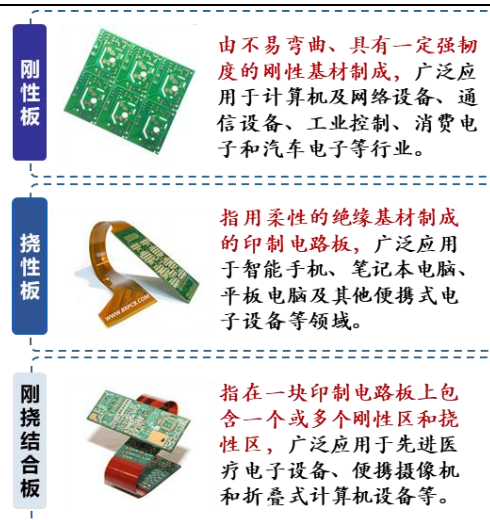 刚性板
由不易弯曲、具有一定强韧
度的刚性基材制成，广泛应
用于计算机及网络设备、通
信设备、工业控制、消费电
子和汽车电子等行业。
挠性板
WWW.BRPCB.COM
指用柔性的绝缘基材制成
的印制电路板，广泛应用
于智能手机、笔记本电脑、
平板电脑及其他便携式电
子设备等领域。
刚挠结合板
指在一块印制电路板上包
含一个或多个刚性区和挠
性区，广泛应用于先进医
疗电子设备、便携摄像机
和折叠式计算机设备等。